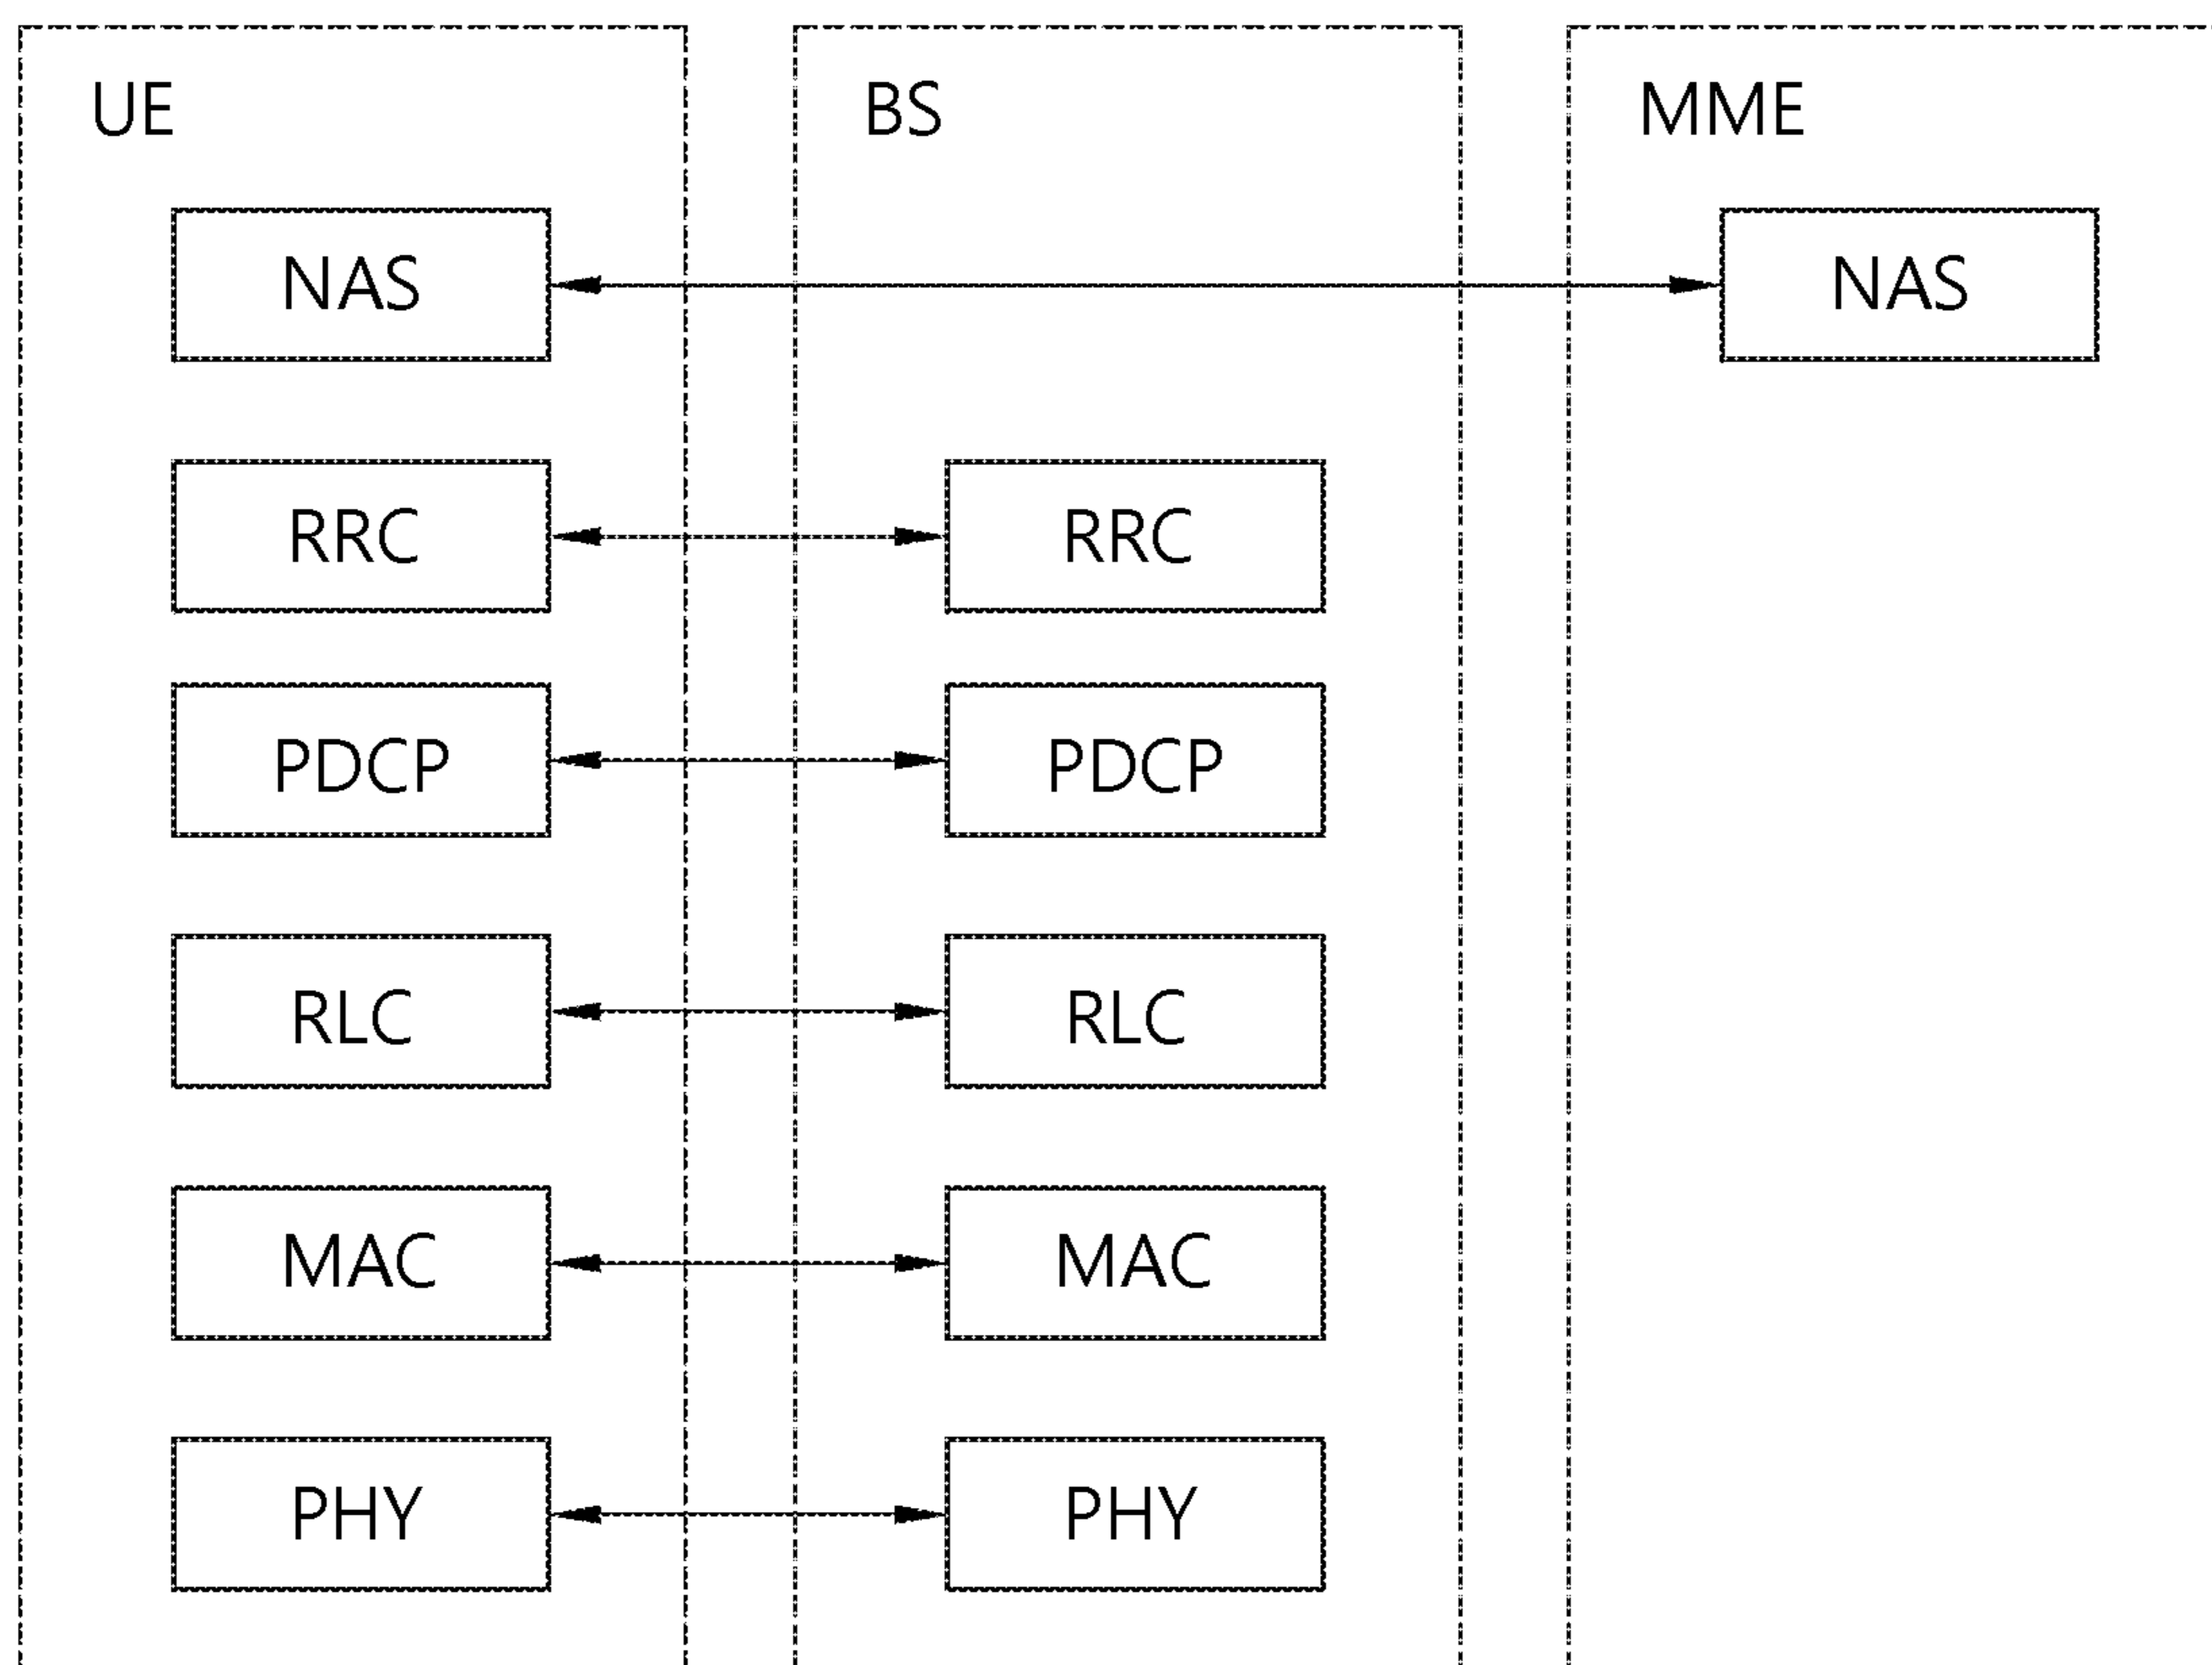 UE BS MME
NAS NAS
RRC RRC
PDCP PDCP
RLC RLC
MAC MAC
PHY PHY